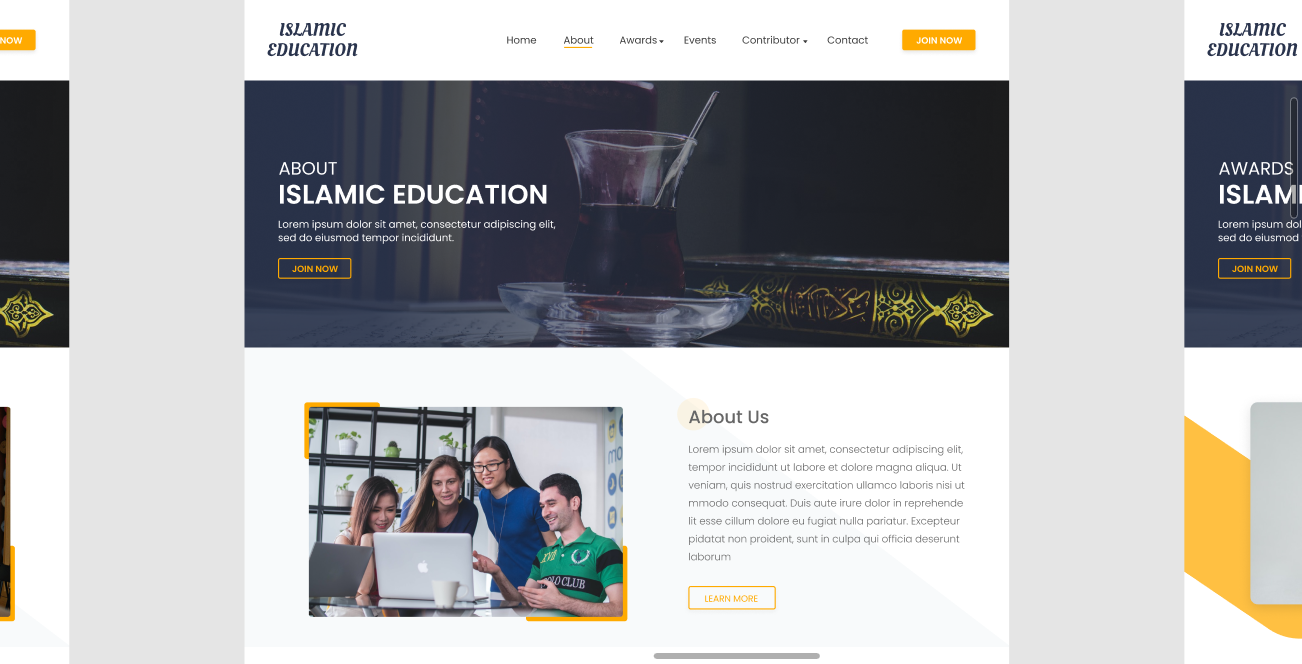 NOW
ISLAMIC
EDUCATION
Home
About
Awards
Events
Contributor
Contact
JOIN NOW
ABOUT
ISLAMIC EDUCATION
Lorem ipsum dolor sit amet, consectetur adipiscing elit,
sed do eiusmod tempor incididunt.
JOIN NOW
About Us
Lorem ipsum dolor sit amet, consectetur adipiscing elit,
tempor incididunt ut labore et dolore magna aliqua. Ut
veniam, quis nostrud exercitation ullamco laboris nisi ut
mmodo consequat. Duis aute irure dolor in reprehende
lit esse cillum dolore eu fugiat nulla pariatur. Excepteur
pidatat non proident, sunt in culpa qui officia deserunt
laborum
LEARN MORE
ISLAMIC
EDUCATION
AWARDS
Lorem ipsum
sed do eiusmod
JOIN NOW